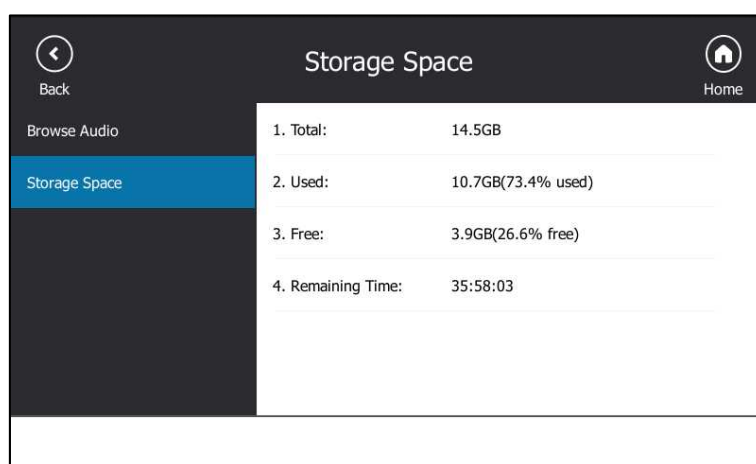 Storage Space
Back
Home
Browse Audio
Storage Space
1. Total: 14.5GB
2. Used: 10.7GB(73.4% used)
3. Free: 3.9GB(26.6% free)
4. Remaining Time: 35:58:03